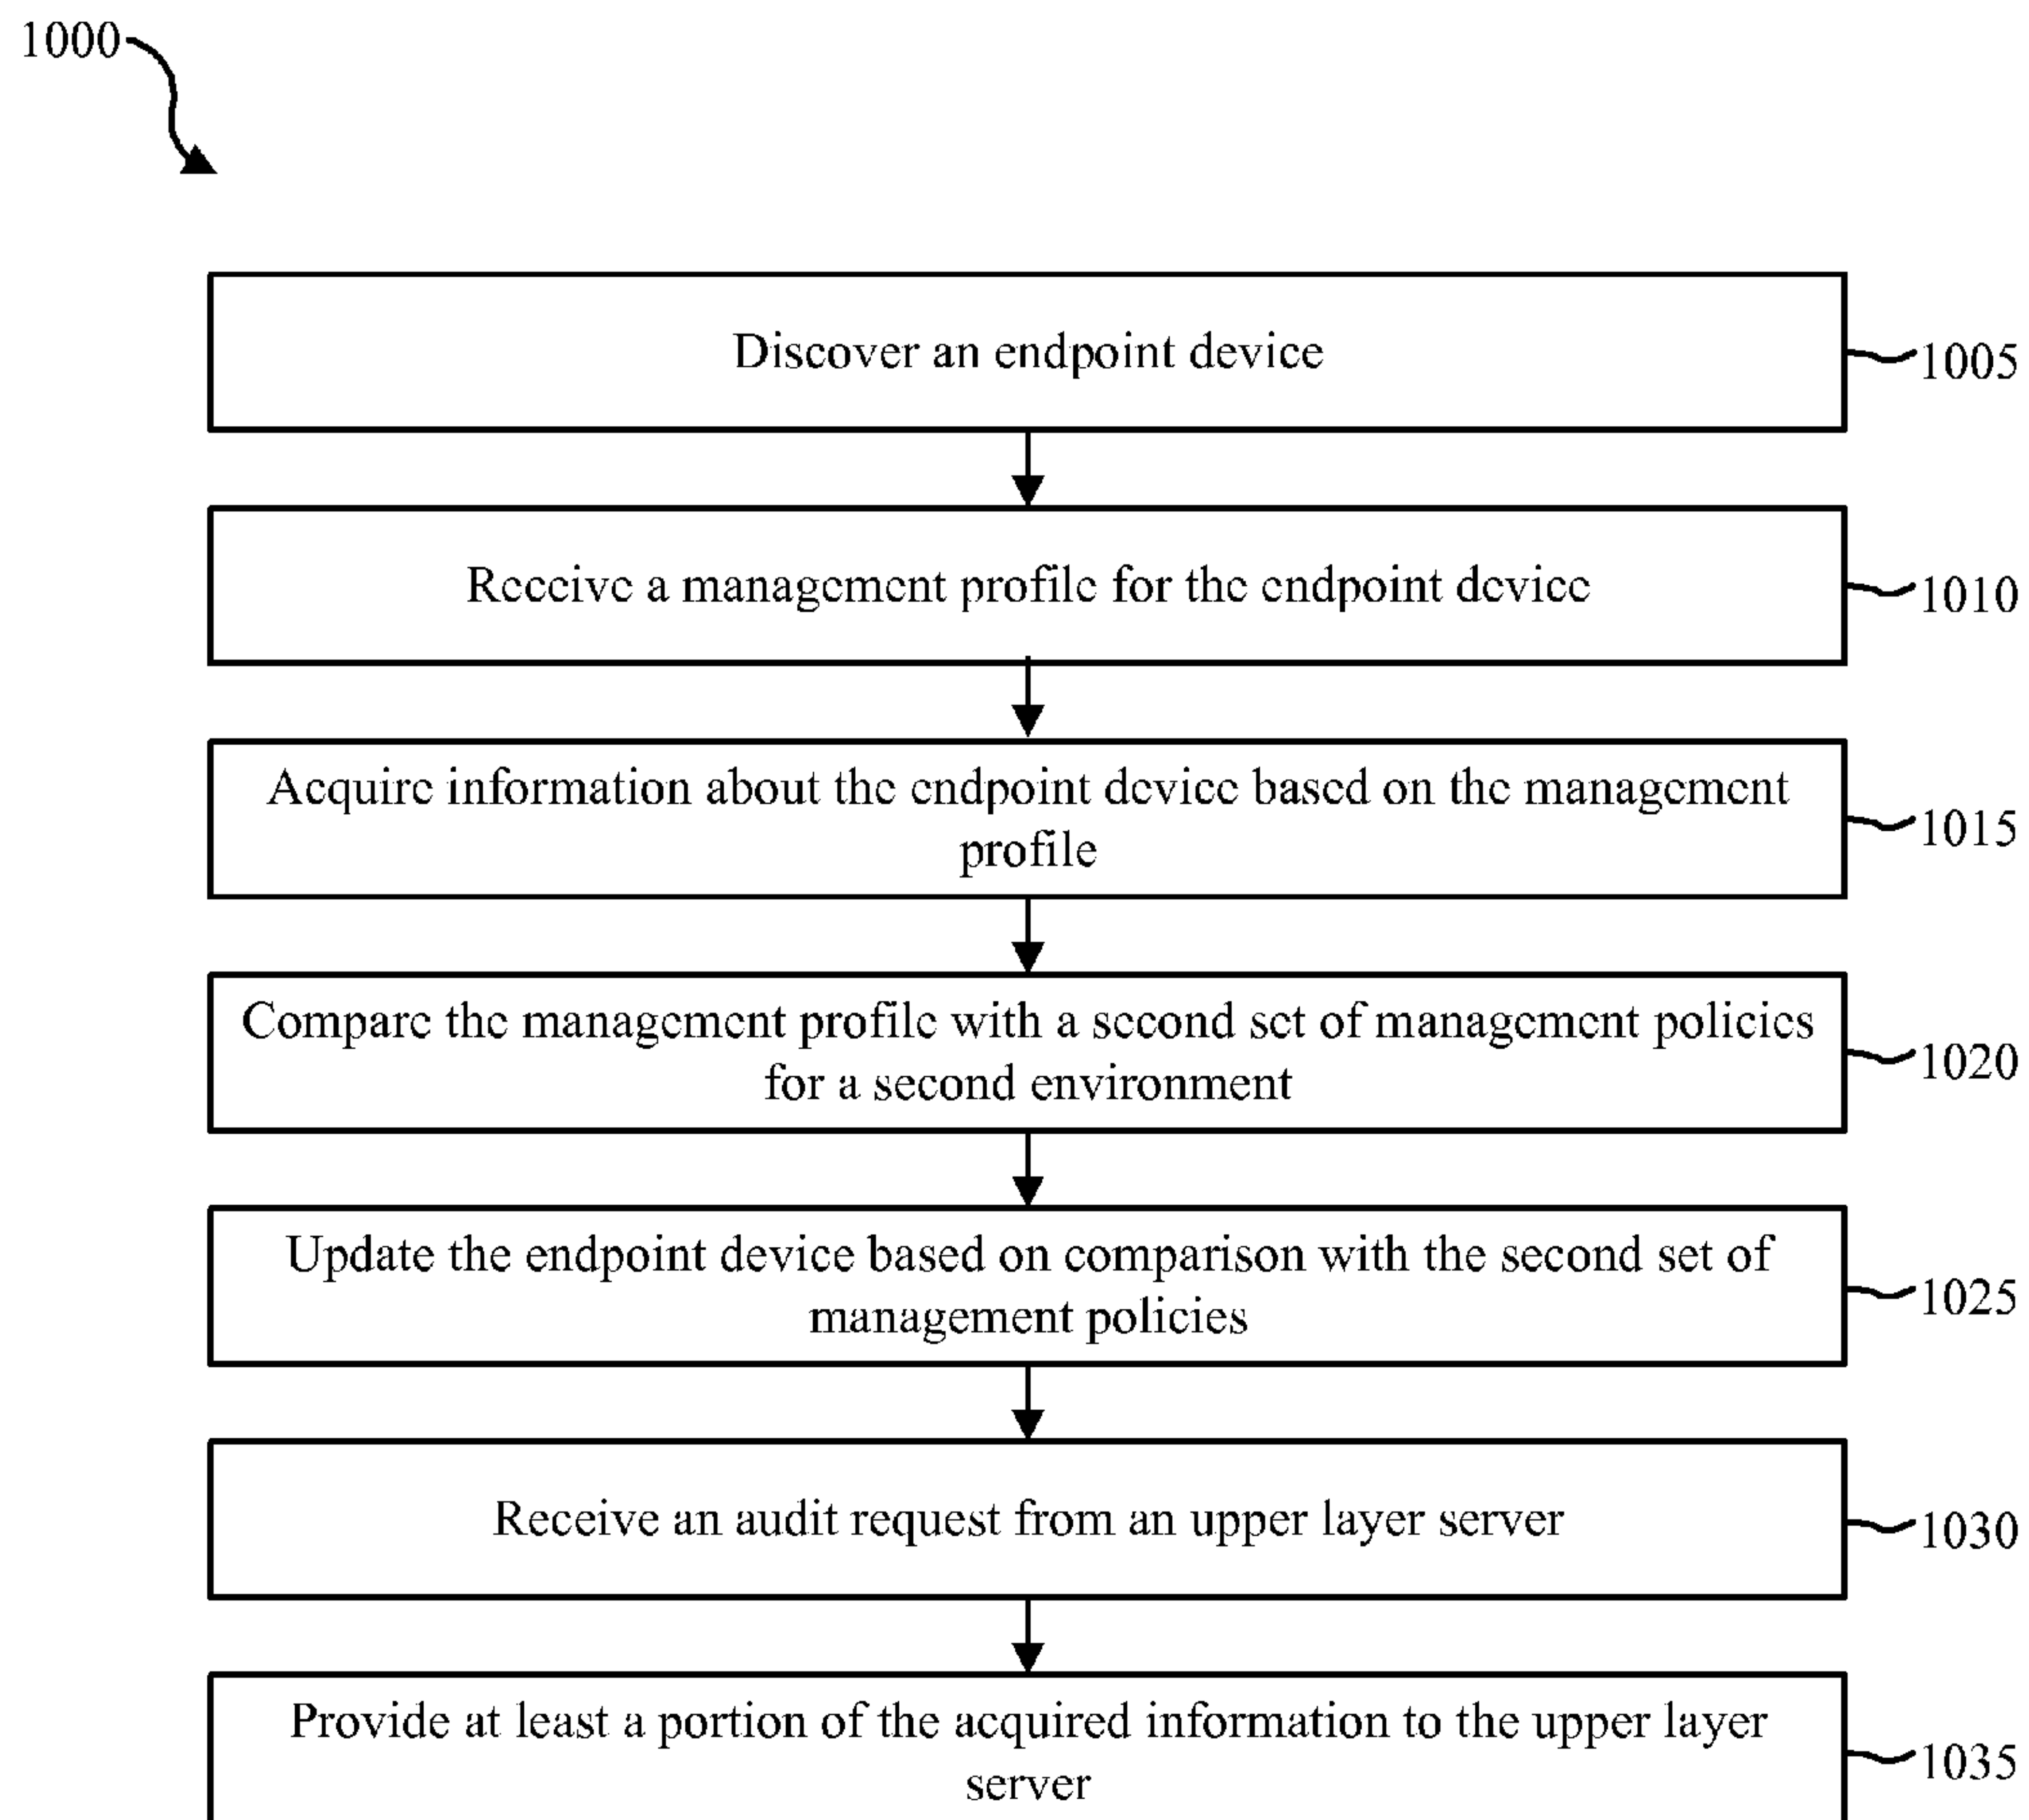 1000
Discover an endpoint device
1005
Receive a management profile for the endpoint device
1010
Acquire information about the endpoint device based on the management
profile
1015
Compare the management profile with a second set of management policies
for a second environment
1020
Update the endpoint device based on comparison with the second set of
management policies
1025
Receive an audit request from an upper layer server
1030
Provide at least a portion of the acquired information to the upper layer
server
1035